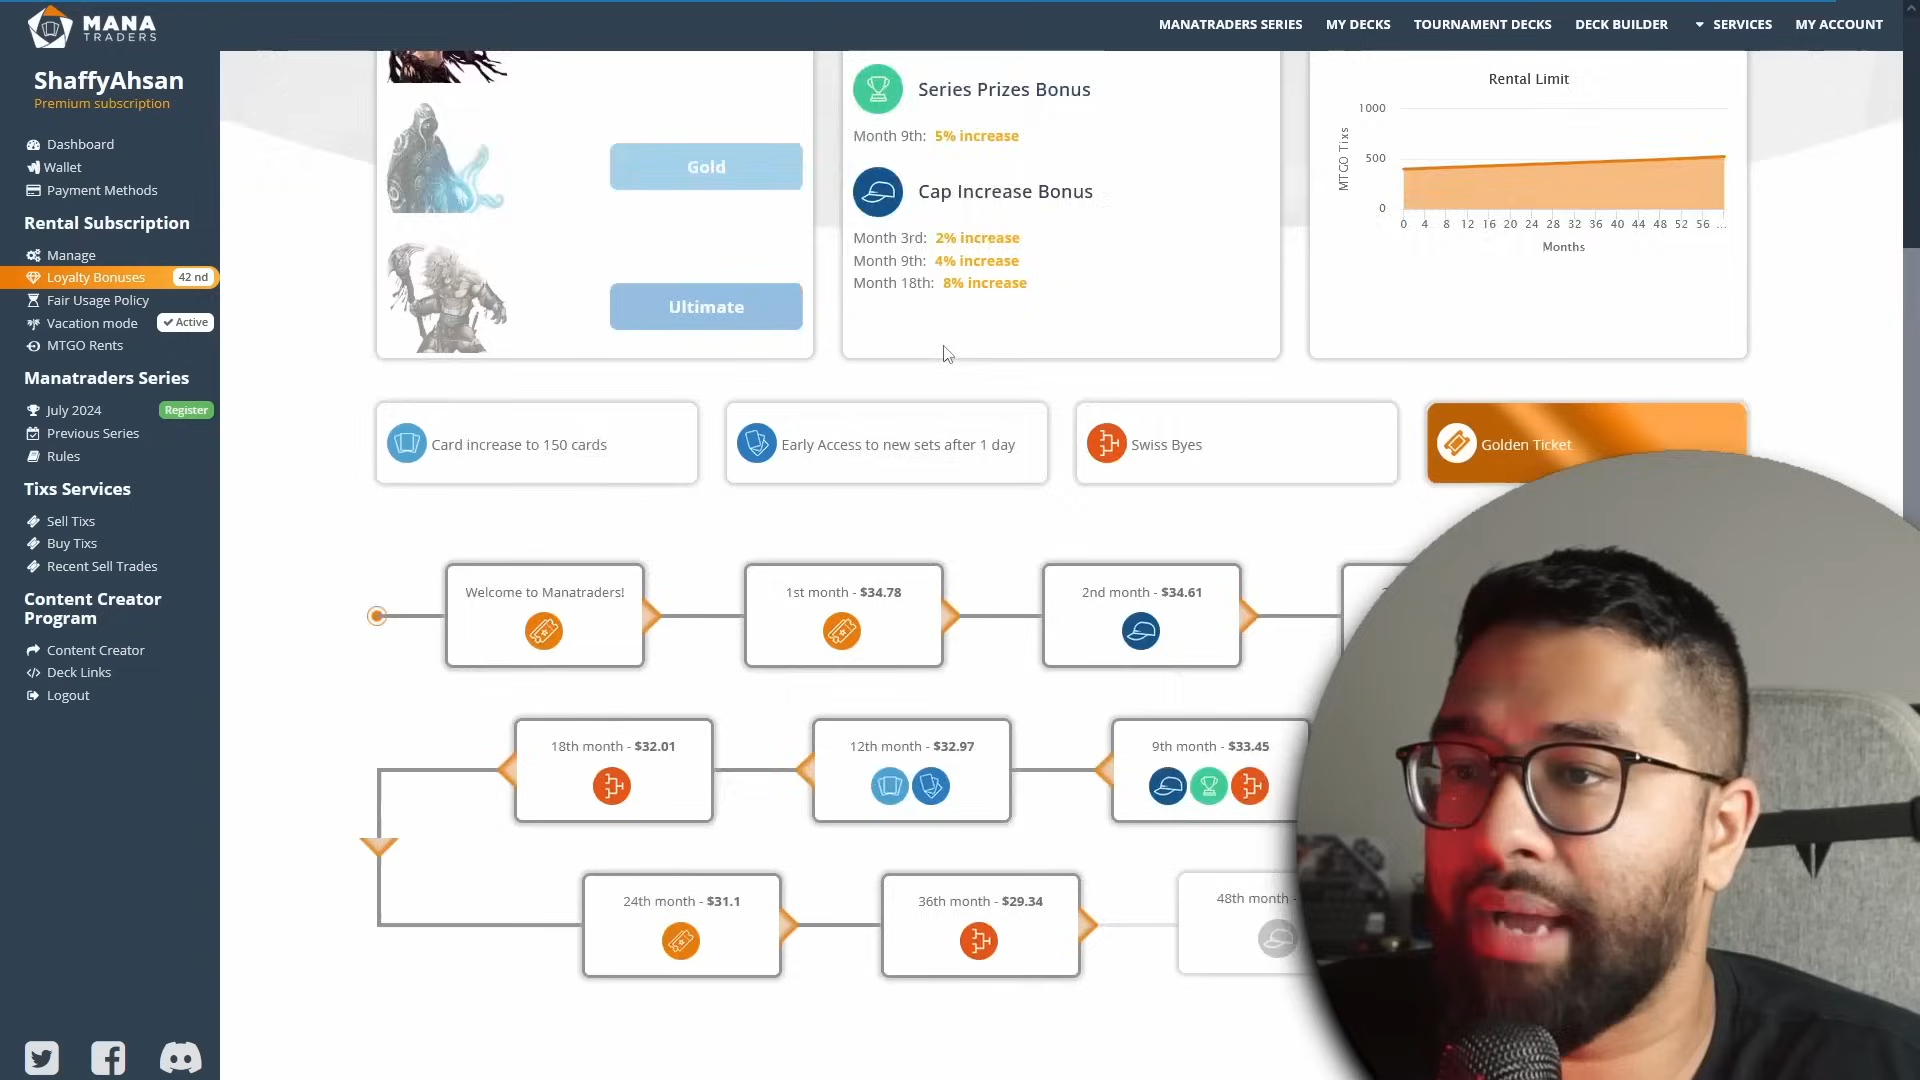 MANA
TRADERS
MANATRADERS SERIES
MY DECKS
TOURNAMENT DECKS
DECK BUILDER
SERVICES
MY ACCOUNT
ShaffyAhsan
Premium subscription
Dashboard
Wallet
Payment Methods
Rental Subscription
Manage
Loyalty Bonuses 42 nd
Fair Usage Policy
Vacation mode Active
MTGO Rents
Manatraders Series
July 2024 Register
Previous Series
Rules
Tixs Services
Sell Tixs
Buy Tixs
Recent Sell Trades
Content Creator
Program
Content Creator
Deck Links
Logout
Gold
Ultimate
Series Prizes Bonus
Month 9th: 5% increase
Cap Increase Bonus
Month 3rd: 2% increase
Month 9th: 4% increase
Month 18th: 8% increase
Rental Limit
1000
500
0
MTGO Tixs
0 4 8 12 16 20 24 28 32 36 40 44 48 52 56 ...
Months
Card increase to 150 cards
Early Access to new sets after 1 day
Swiss Byes
Golden Ticket
Welcome to Manatraders!
1st month - $34.78
2nd month - $34.61
18th month - $32.01
12th month - $32.97
9th month - $33.45
24th month - $31.1
36th month - $29.34
48th month -